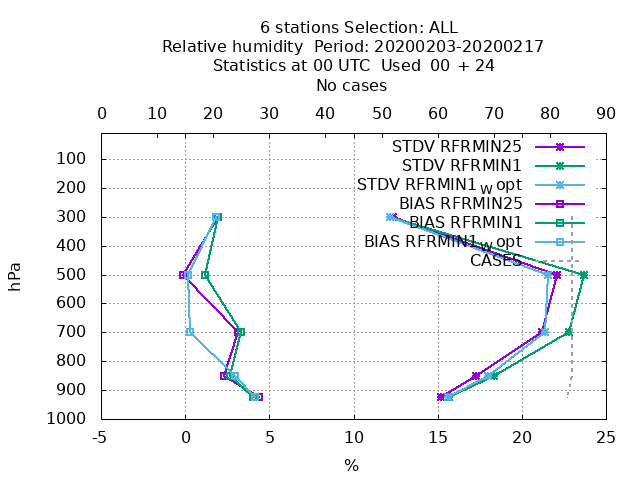 6 stations Selection: ALL
Relative humidity  Period: 20200203-20200217
Statistics at 00 UTC  Used  00 + 24
No cases
0 10 15 20 25 30 52 60 70 80 90
STDV RFRMIN25
STDV RFRMIN1
STDV RFRMIN1_w opt
BIAS RFRMIN25
BIAS RFRMIN1
BIAS RFRMIN1_w opt
CASES
100
200
300
400
500
600
700
800
900
1000
hPa
-5 0 5 10 15 20 25
%